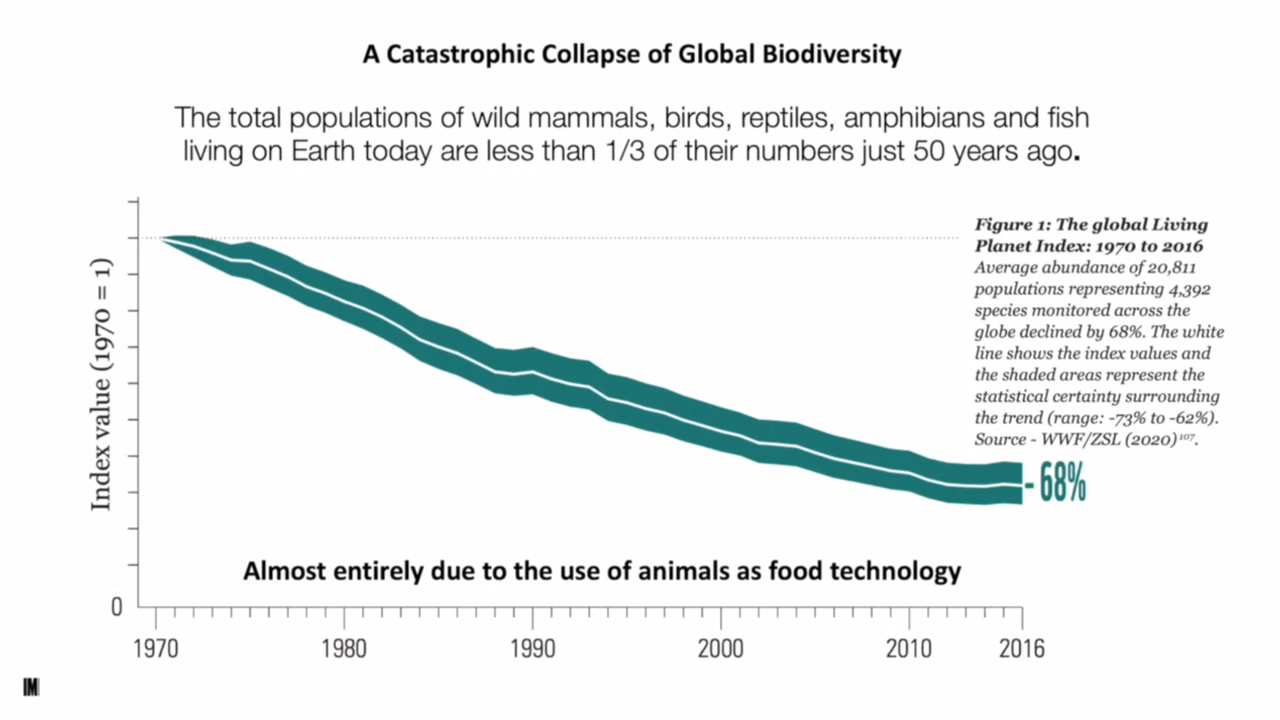 A Catastrophic Collapse of Global Biodiversity
The total populations of wild mammals, birds, reptiles, amphibians and fish
living on Earth today are less than 1/3 of their numbers just 50 years ago.
Figure 1: The global Living
Planet Index: 1970 to 2016
Average abundance of 20,811
populations representing 4,392
species monitored across the
globe declined by 68%. The white
line shows the index values and
the shaded areas represent the
statistical certainty surrounding
the trend (range: -73% to -62%).
Source - WWF/ZSL (2020)¹⁰⁷.
Index value (1970 = 1)
- 68%
Almost entirely due to the use of animals as food technology
0
1970 1980 1990 2000 2010 2016
IM